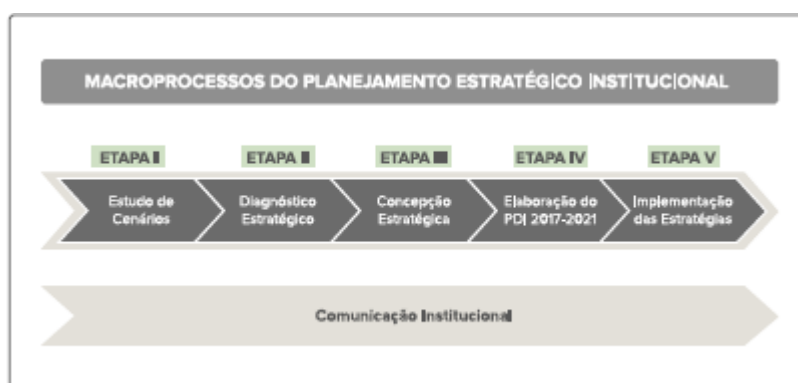 MACROPROCESSOS DO PLANEJAMENTO ESTRATÉGICO INSTITUCIONAL
ETAPA I
ETAPA II
ETAPA III
ETAPA IV
ETAPA V
Estudo de
Cenários
Diagnóstico
Estratégico
Concepção
Estratégica
Elaboração do
PDI 2017-2021
Implementação
das Estratégias
Comunicação Institucional